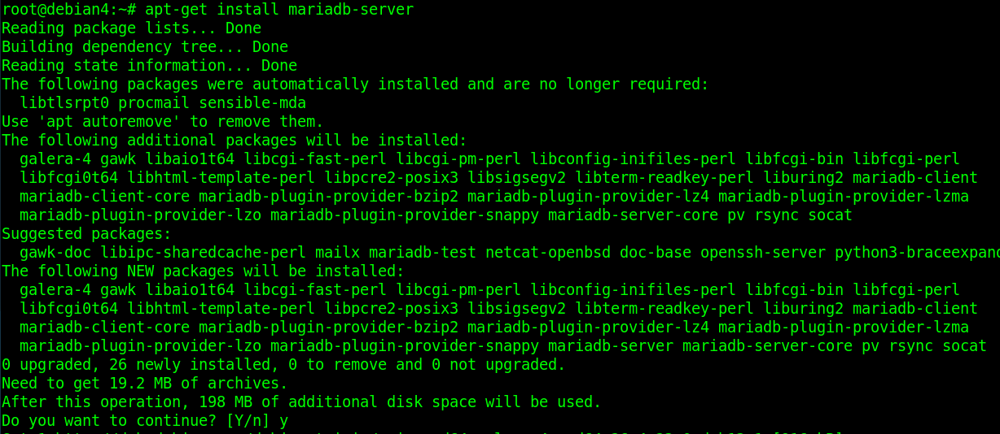 root@debian4:~# apt-get install mariadb-server
Reading package lists... Done
Building dependency tree... Done
Reading state information... Done
The following packages were automatically installed and are no longer required:
  libtlsrpt0 procmail sensible-mda
Use 'apt autoremove' to remove them.
The following additional packages will be installed:
  galera-4 gawk libaio1t64 libcgi-fast-perl libcgi-pm-perl libconfig-inifiles-perl libfcgi-bin libfcgi-perl
  libfcgi0t64 libhtml-template-perl libpcre2-posix3 libsigsegv2 libterm-readkey-perl liburing2 mariadb-client
  mariadb-client-core mariadb-plugin-provider-bzip2 mariadb-plugin-provider-lz4 mariadb-plugin-provider-lzma
  mariadb-plugin-provider-lzo mariadb-plugin-provider-snappy mariadb-server-core pv rsync socat
Suggested packages:
  gawk-doc libipc-sharedcache-perl mailx mariadb-test netcat-openbsd doc-base openssh-server python3-braceexpand
The following NEW packages will be installed:
  galera-4 gawk libaio1t64 libcgi-fast-perl libcgi-pm-perl libconfig-inifiles-perl libfcgi-bin libfcgi-perl
  libfcgi0t64 libhtml-template-perl libpcre2-posix3 libsigsegv2 libterm-readkey-perl liburing2 mariadb-client
  mariadb-client-core mariadb-plugin-provider-bzip2 mariadb-plugin-provider-lz4 mariadb-plugin-provider-lzma
  mariadb-plugin-provider-lzo mariadb-plugin-provider-snappy mariadb-server mariadb-server-core pv rsync socat
0 upgraded, 26 newly installed, 0 to remove and 0 not upgraded.
Need to get 19.2 MB of archives.
After this operation, 198 MB of additional disk space will be used.
Do you want to continue? [Y/n] y